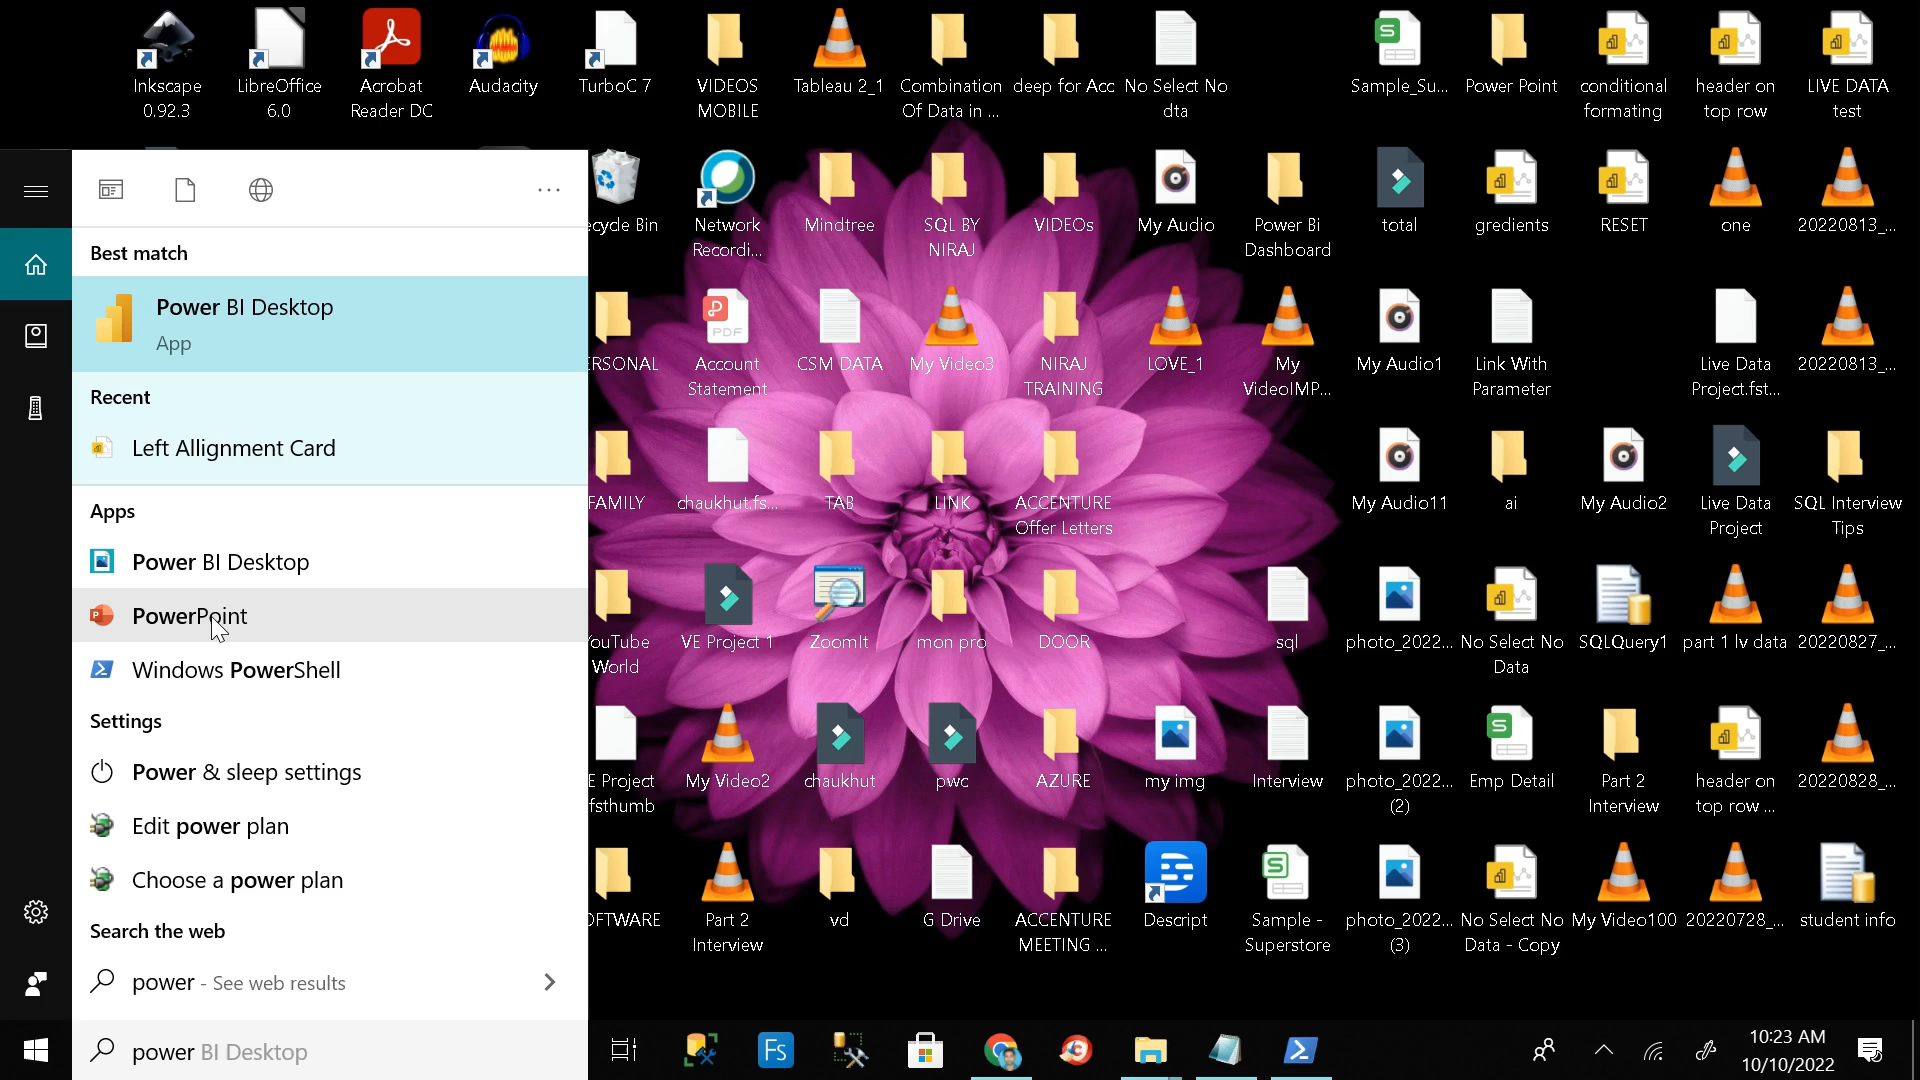 Inkscape
0.92.3
LibreOffice
6.0
Acrobat
Reader DC
Audacity
TurboC 7
VIDEOS
MOBILE
Tableau 2_1
Combination
Of Data in ...
deep for Acc
No Select No
dta
Sample_Su...
Power Point
conditional
formating
header on
top row
LIVE DATA
test
ecycle Bin
Network
Recordi...
Mindtree
SQL BY
NIRAJ
VIDEOs
My Audio
Power Bi
Dashboard
total
gredients
RESET
one
20220813_...
ERSONAL
Account
Statement
PDF
CSM DATA
My Video3
NIRAJ
TRAINING
LOVE_1
My
VideoIMP...
My Audio1
Link With
Parameter
Live Data
Project.fst...
20220813_...
FAMILY
chaukhut.fs...
TAB
LINK
ACCENTURE
Offer Letters
My Audio11
ai
My Audio2
Live Data
Project
SQL Interview
Tips
YouTube
World
VE Project 1
ZoomIt
mon pro
DOOR
sql
photo_2022...
No Select No
Data
SQLQuery1
part 1 lv data
20220827_...
E Project
fsthumb
My Video2
chaukhut
pwc
AZURE
my img
Interview
photo_2022...
(2)
Emp Detail
Part 2
Interview
header on
top row ...
20220828_...
OFTWARE
Part 2
Interview
vd
G Drive
ACCENTURE
MEETING ...
Descript
Sample -
Superstore
photo_2022...
(3)
No Select No
Data - Copy
My Video100
20220728_...
student info
Best match
Power BI Desktop
App
Recent
Left Allignment Card
Apps
Power BI Desktop
PowerPoint
Windows PowerShell
Settings
Power & sleep settings
Edit power plan
Choose a power plan
Search the web
power - See web results
power BI Desktop
Fs
10:23 AM
10/10/2022